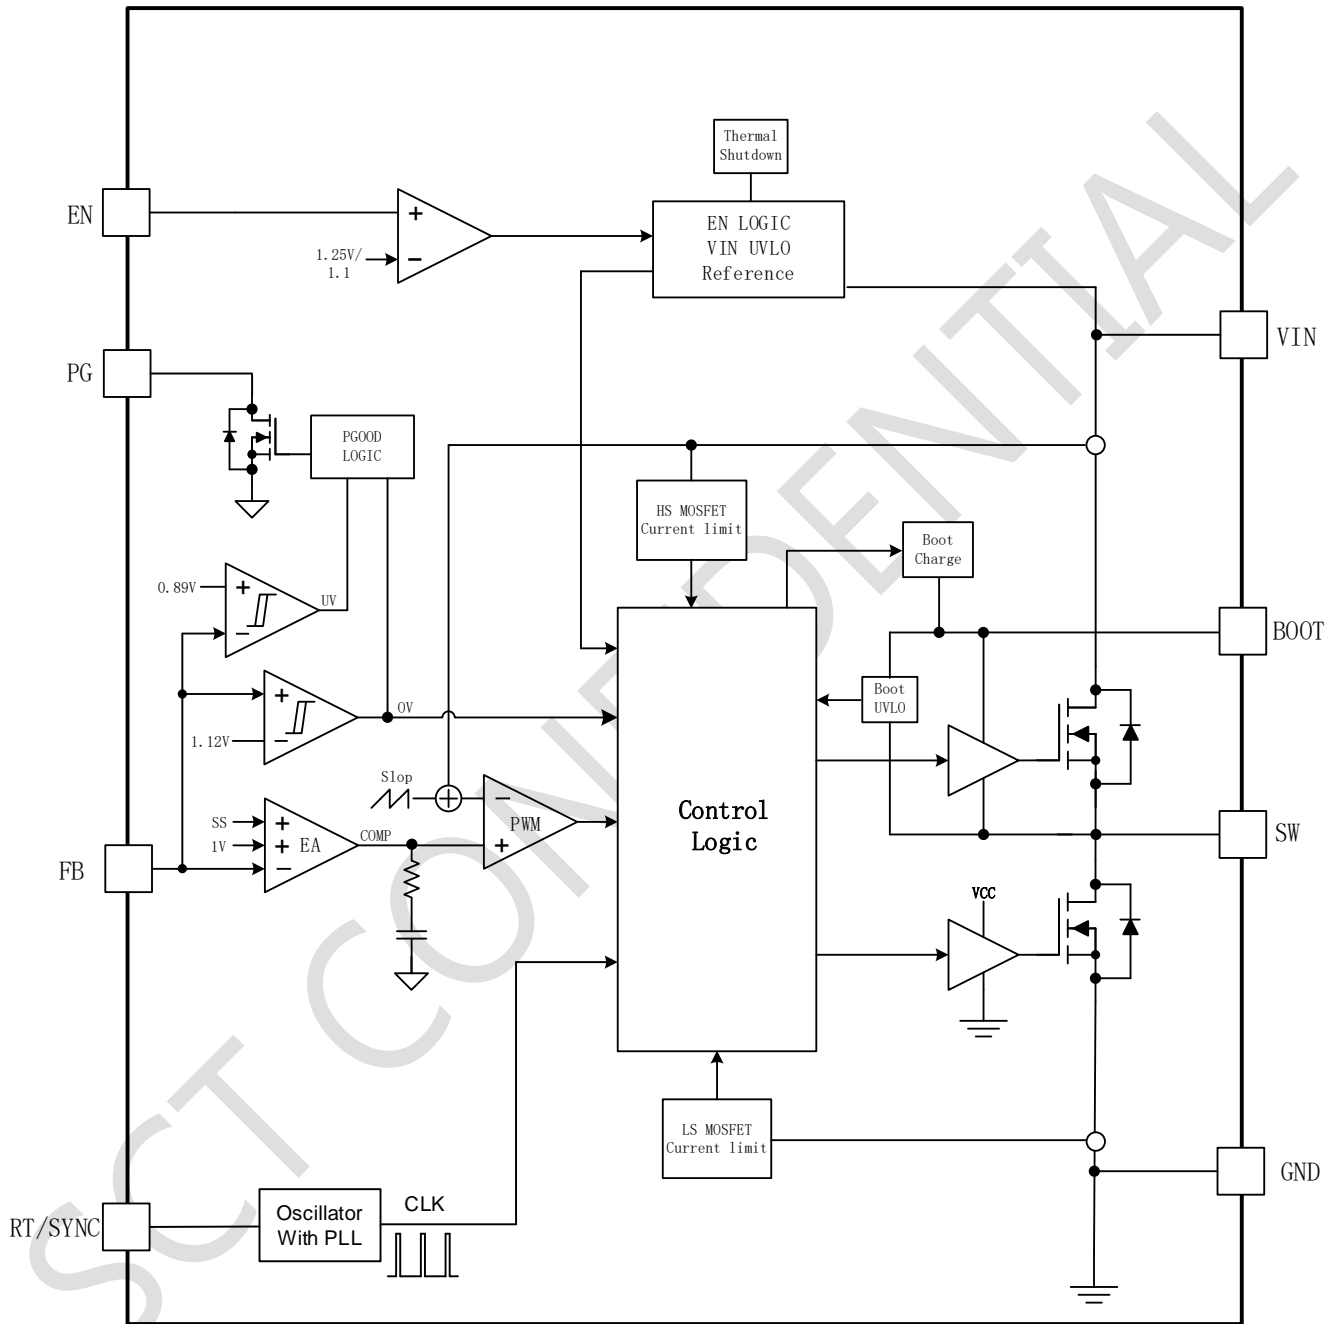 Thermal
Shutdown
EN
EN LOGIC
VIN UVLO
Reference
1.25V/
1.1
VIN
PG
PGOOD
LOGIC
HS MOSFET
Current limit
Boot
Charge
0.89V
UV
BOOT
Boot
UVLO
OV
1.12V
Slop
Control
Logic
PWM
SS
1V
EA
COMP
SW
FB
VCC
LS MOSFET
Current limit
GND
RT/SYNC
Oscillator
With PLL
CLK
SCT CONFIDENTIAL